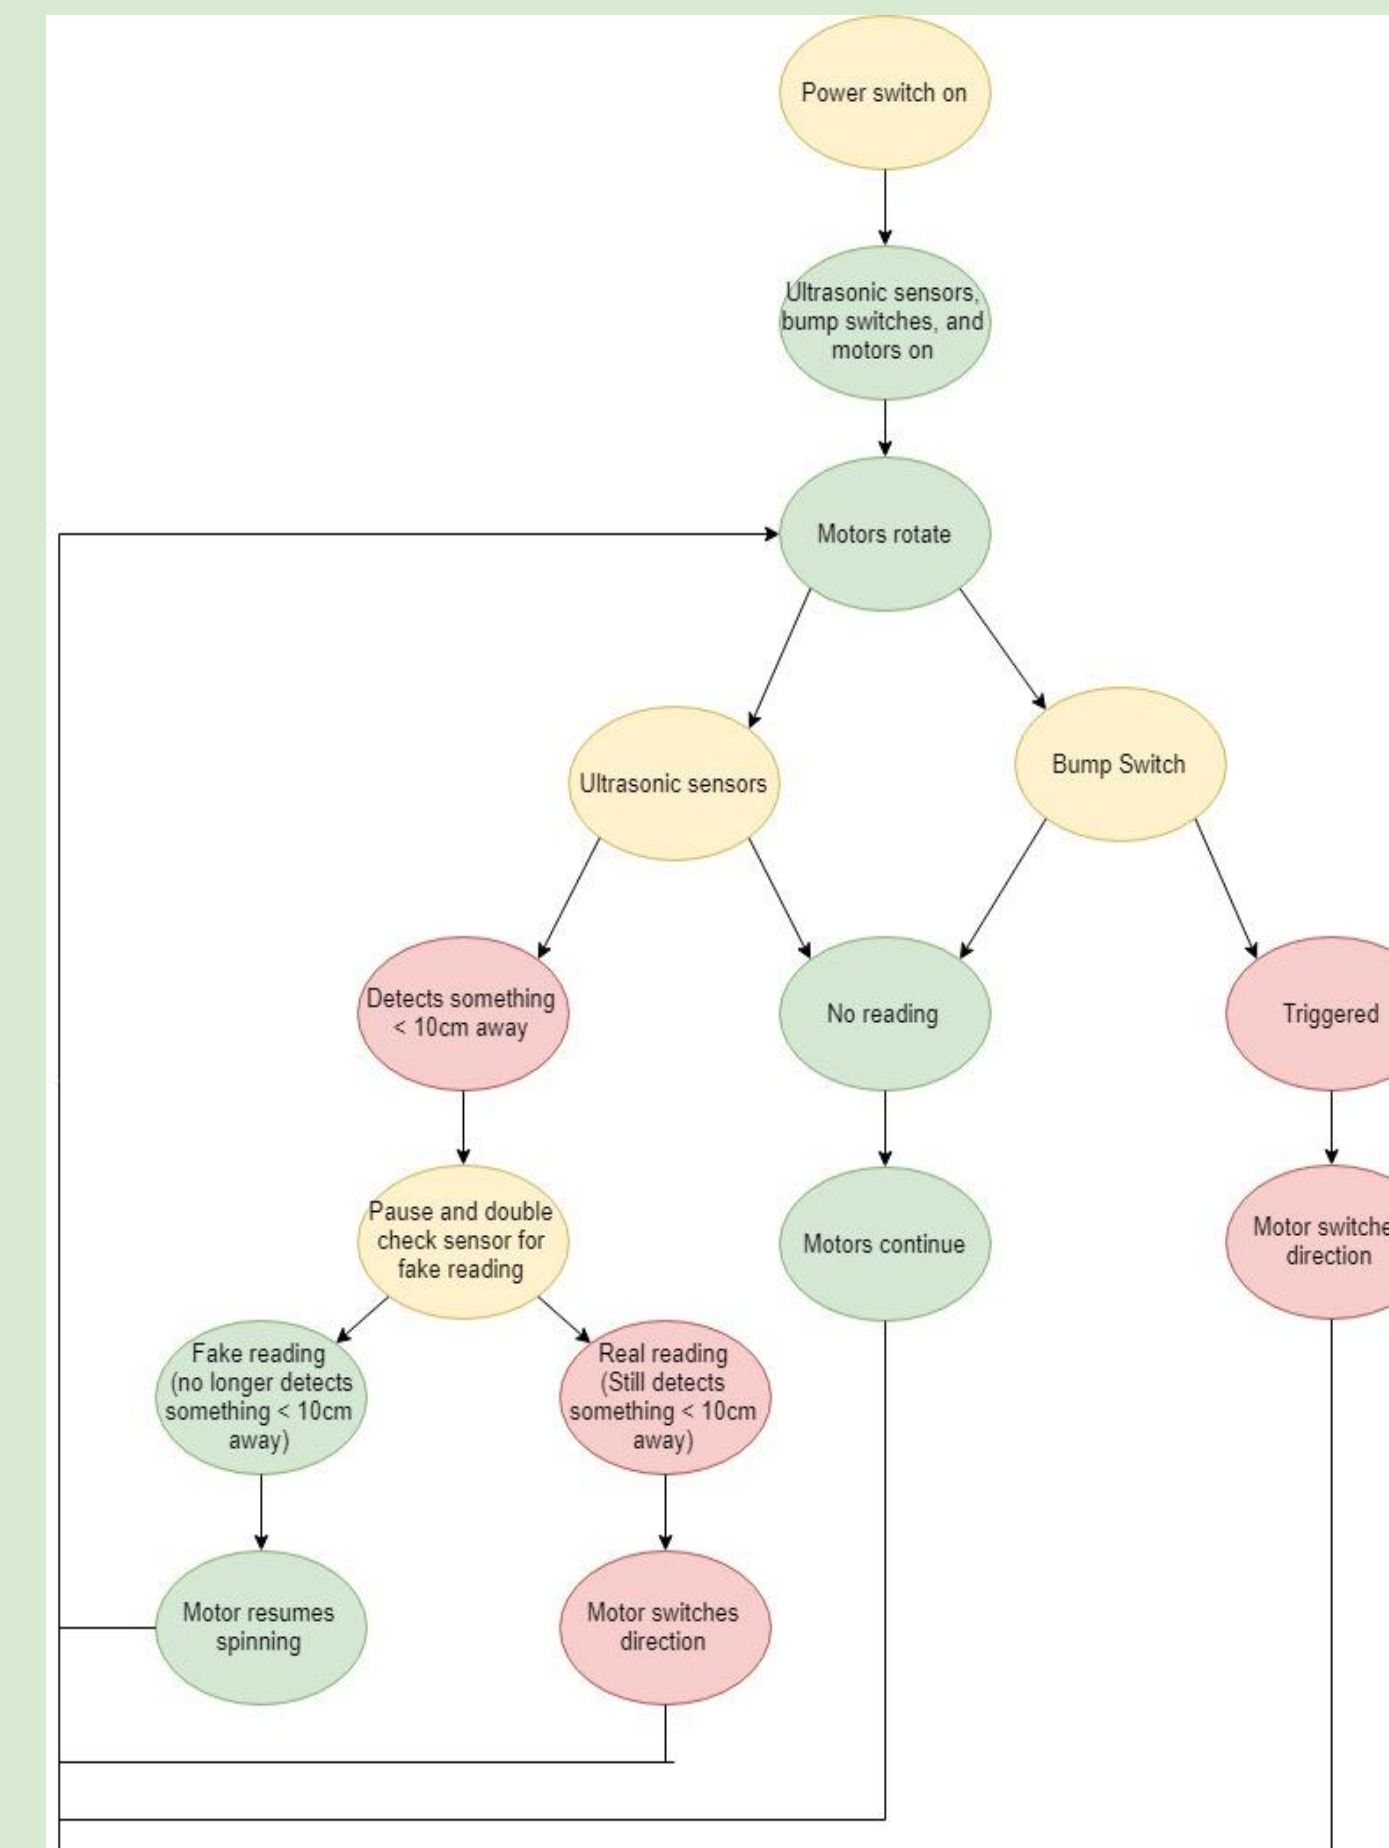 Power switch on
Ultrasonic sensors,
bump switches, and
motors on
Motors rotate
Ultrasonic sensors
Bump Switch
Detects something
< 10cm away
No reading
Triggered
Pause and double
check sensor for
fake reading
Motors continue
Motor switche
direction
Fake reading
(no longer detects
something < 10cm
away)
Real reading
(Still detects
something < 10cm
away)
Motor resumes
spinning
Motor switches
direction